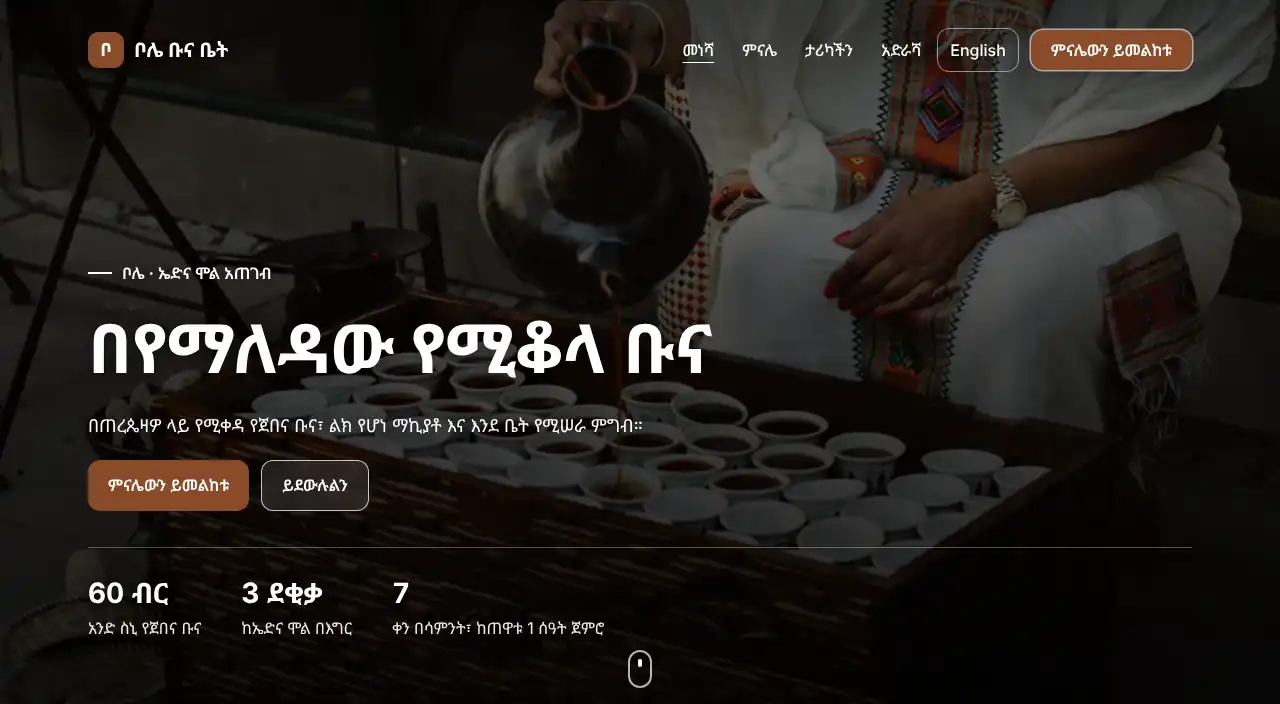 ቦ
ቦሌ ቡና ቤት
መነሻ
ምናሌ
ታሪካችን
አድራሻ
English
ምናሌውን ይመልከቱ
ቦሌ · ኤድና ሞል አጠገብ
በየማለዳው የሚቆላ ቡና
በጠረጴዛዎ ላይ የሚቀዳ የጀበና ቡና፣ ልክ የሆነ ማኪያቶ እና እንደ ቤት የሚሠራ ምግብ።
ምናሌውን ይመልከቱ
ይደውሉልን
60 ብር
አንድ ስኒ የጀበና ቡና
3 ደቂቃ
ከኤድና ሞል በእግር
7
ቀን በሳምንት፣ ከጠዋቱ 1 ሰዓት ጀምሮ